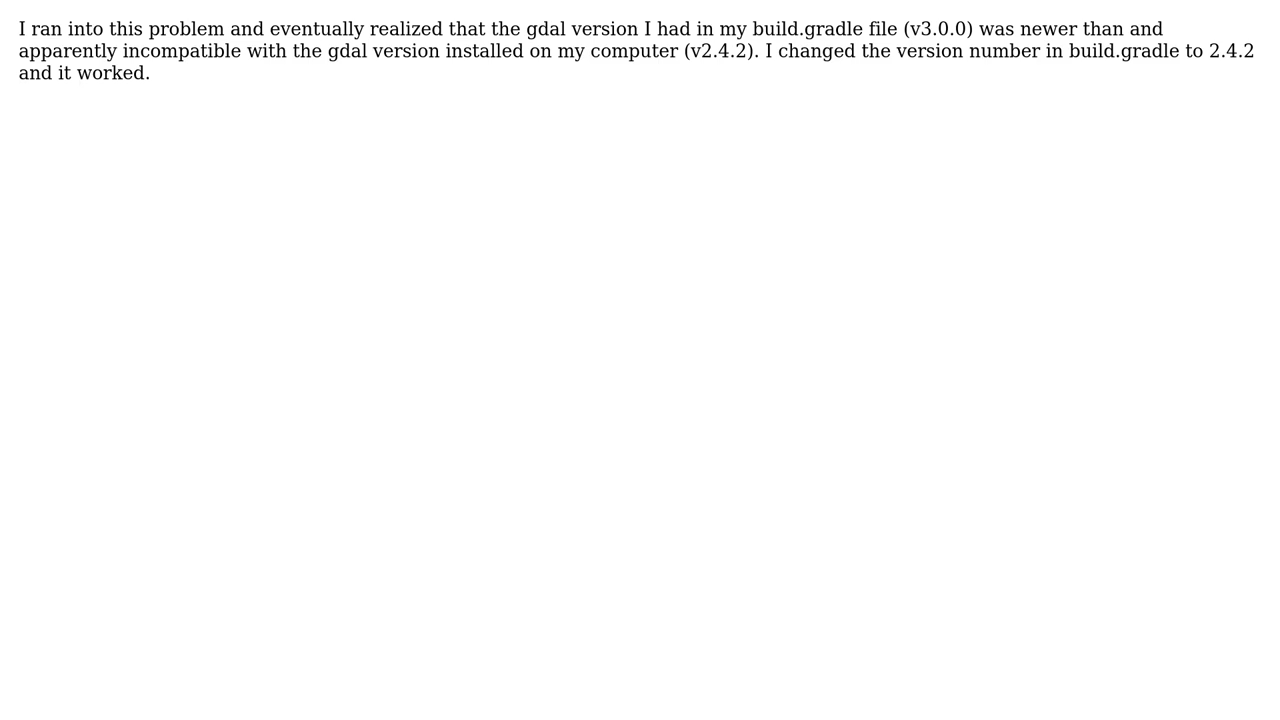 I ran into this problem and eventually realized that the gdal version I had in my build.gradle file (v3.0.0) was newer than and
apparently incompatible with the gdal version installed on my computer (v2.4.2). I changed the version number in build.gradle to 2.4.2
and it worked.